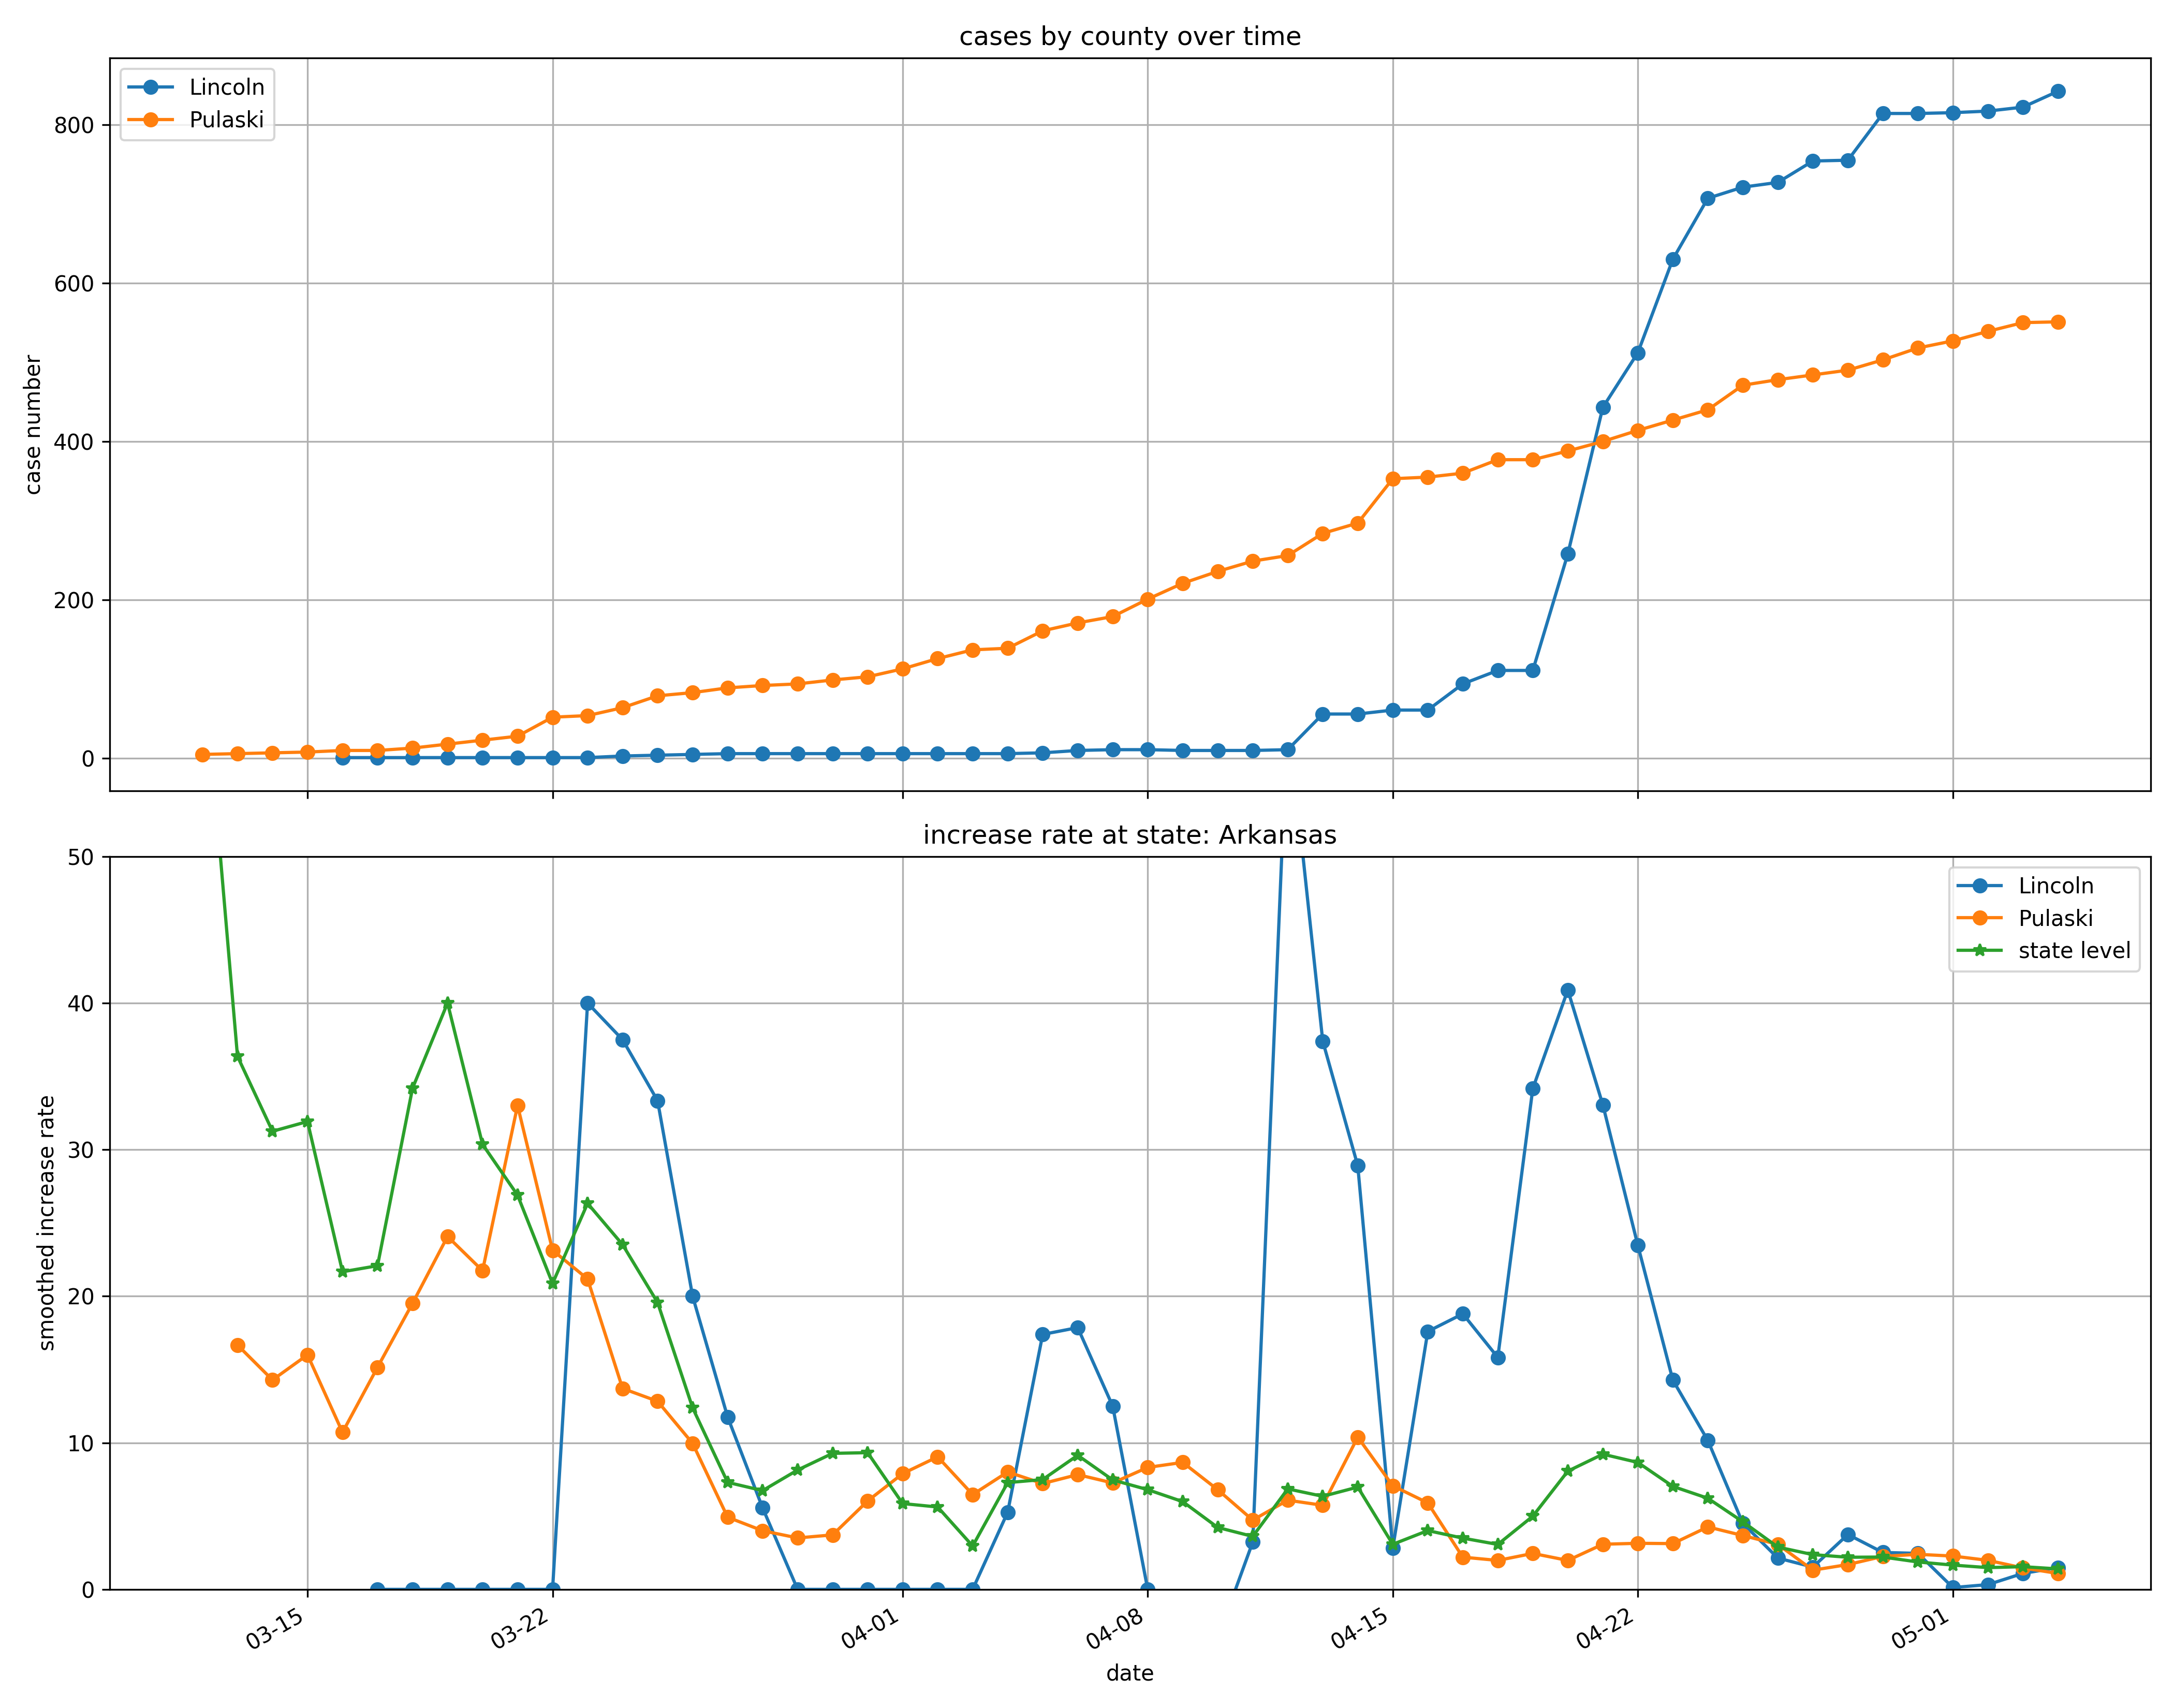 cases by county over time
Lincoln
Pulaski
800
600
400
200
0
case number
increase rate at state: Arkansas
Lincoln
Pulaski
state level
50
40
30
20
10
0
smoothed increase rate
03-15
03-22
04-01
04-08
04-15
04-22
05-01
date